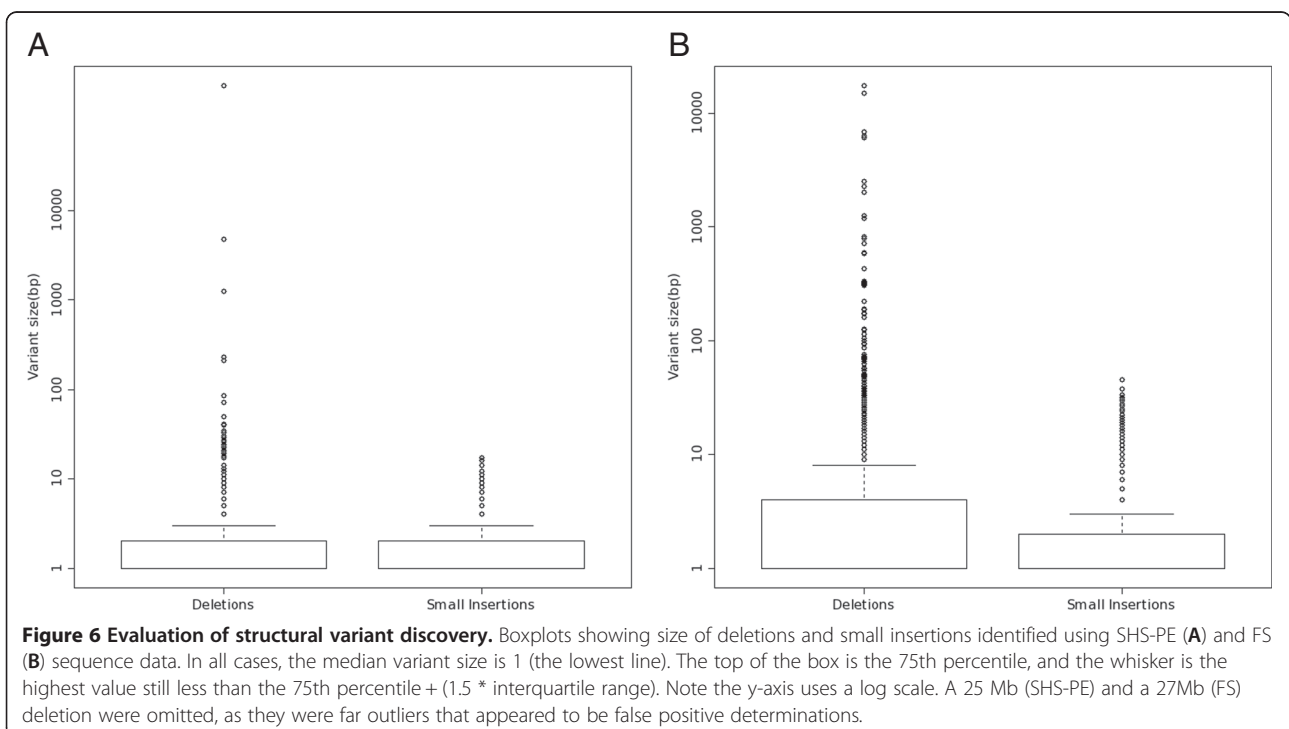 A
B
10000
1000
100
10
1
Variant size(bp)
Deletions
Small Insertions
10000
1000
100
10
1
Variant size(bp)
Deletions
Small Insertions
Figure 6 Evaluation of structural variant discovery. Boxplots showing size of deletions and small insertions identified using SHS-PE (A) and FS
(B) sequence data. In all cases, the median variant size is 1 (the lowest line). The top of the box is the 75th percentile, and the whisker is the
highest value still less than the 75th percentile + (1.5 * interquartile range). Note the y-axis uses a log scale. A 25 Mb (SHS-PE) and a 27Mb (FS)
deletion were omitted, as they were far outliers that appeared to be false positive determinations.